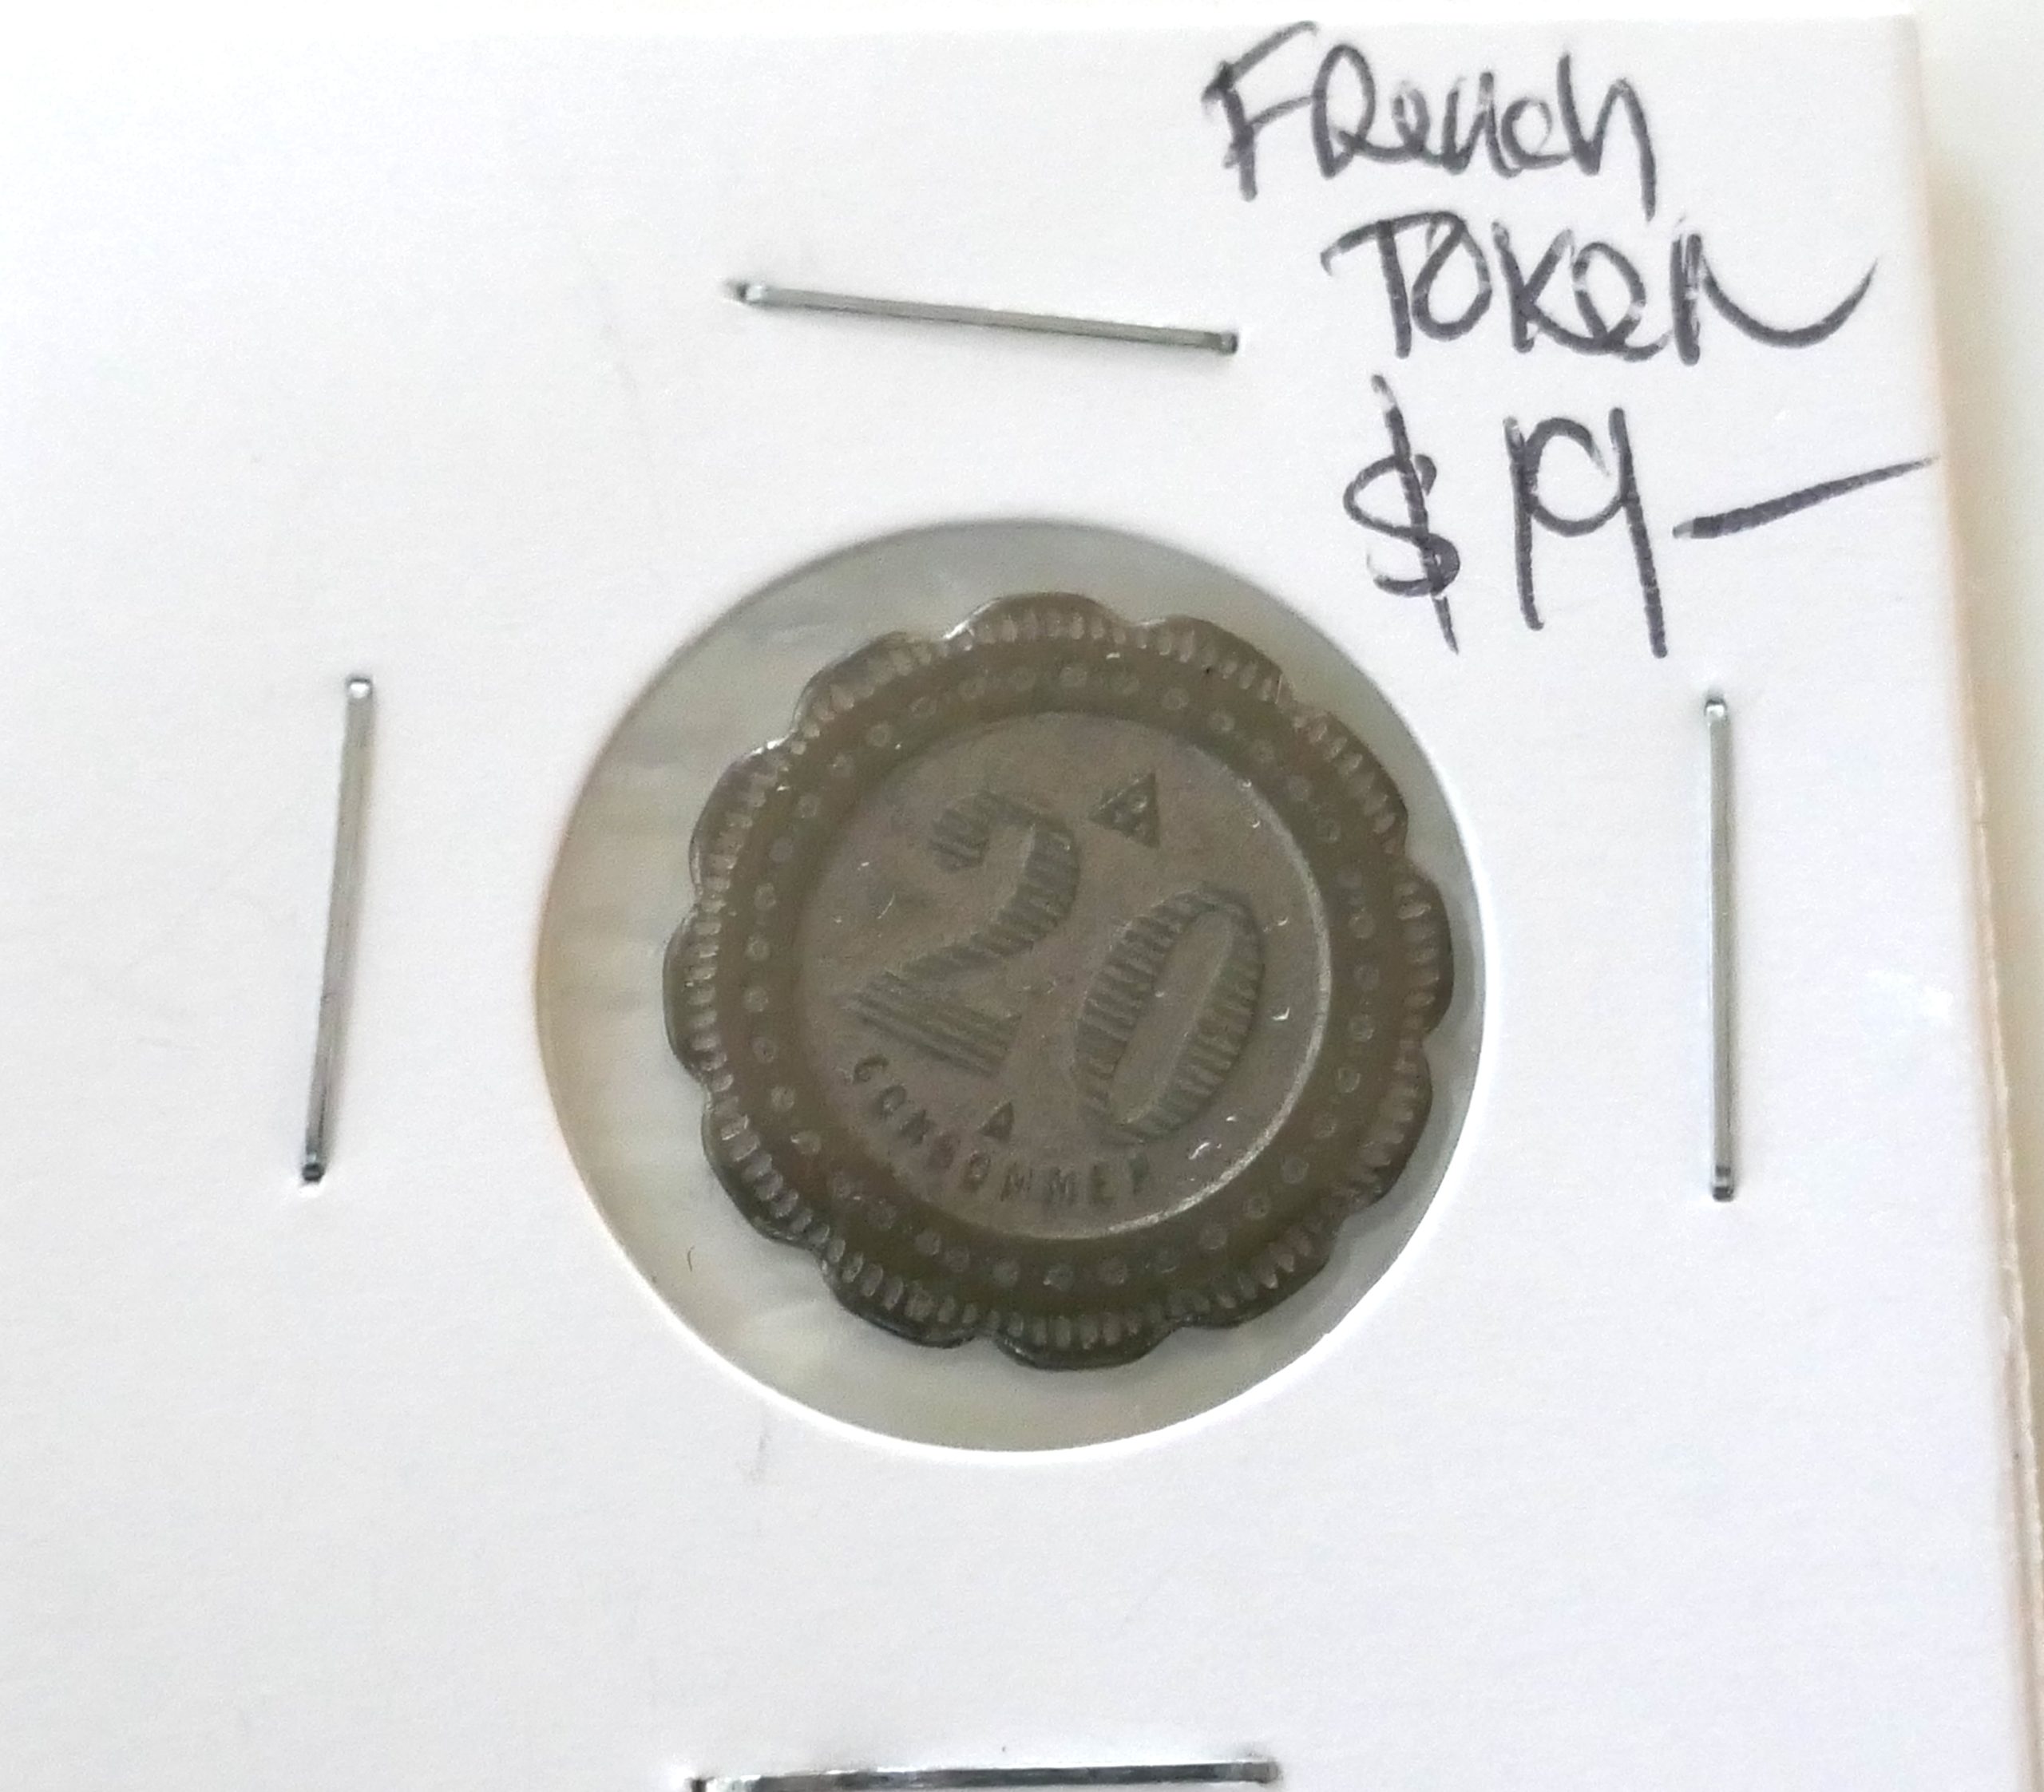 French
Token
$19-
20
A
CONSOMMER